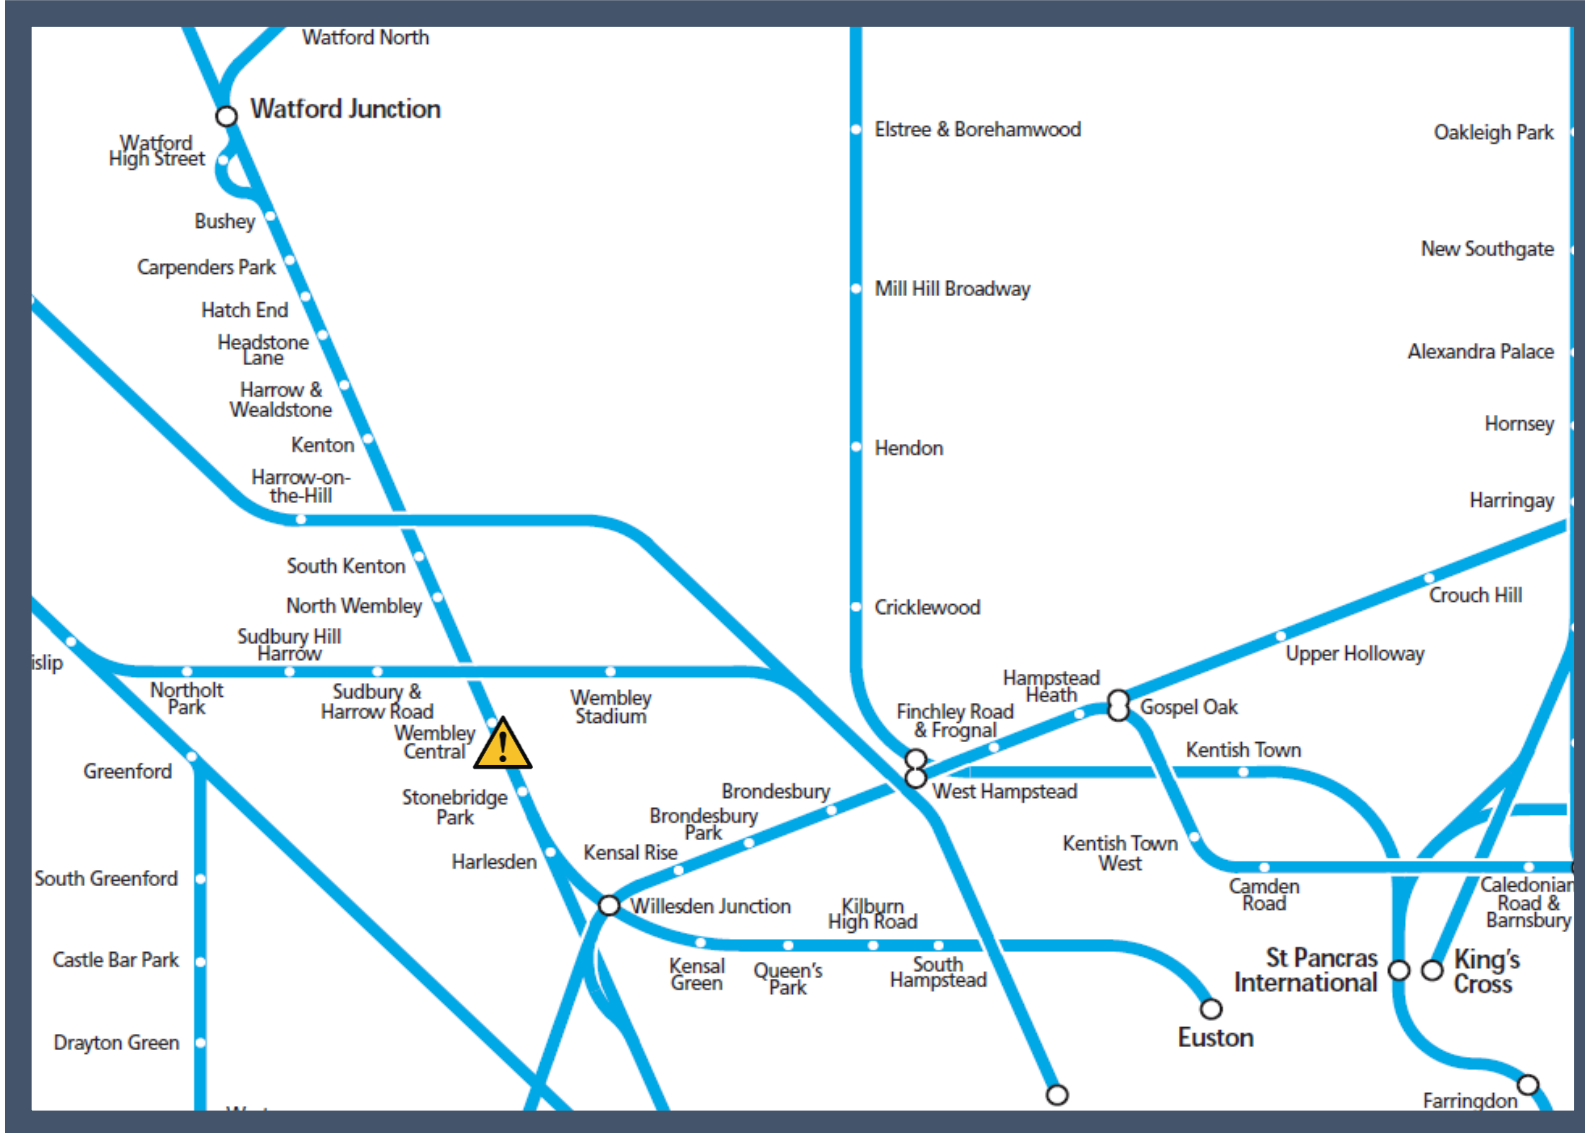 Watford North
Watford Junction
Watford
High Street
Bushey
Carpenders Park
Hatch End
Headstone
Lane
Harrow &
Wealdstone
Kenton
Harrow-on-
the-Hill
South Kenton
North Wembley
Sudbury Hill
Harrow
islip
Northolt
Park
Sudbury &
Harrow Road
Wembley
Central
Wembley
Stadium
Greenford
Stonebridge
Park
Harlesden
South Greenford
Castle Bar Park
Drayton Green
Elstree & Borehamwood
Mill Hill Broadway
Hendon
Cricklewood
Oakleigh Park
New Southgate
Alexandra Palace
Hornsey
Harringay
Crouch Hill
Upper Holloway
Hampstead
Heath
Gospel Oak
Finchley Road
& Frognal
Kentish Town
West Hampstead
Brondesbury
Brondesbury
Park
Kensal Rise
Willesden Junction
Kentish Town
West
Camden
Road
Caledonian
Road &
Barnsbury
Kilburn
High Road
Kensal
Green
Queen's
Park
South
Hampstead
St Pancras
International
King's
Cross
Euston
Farringdon